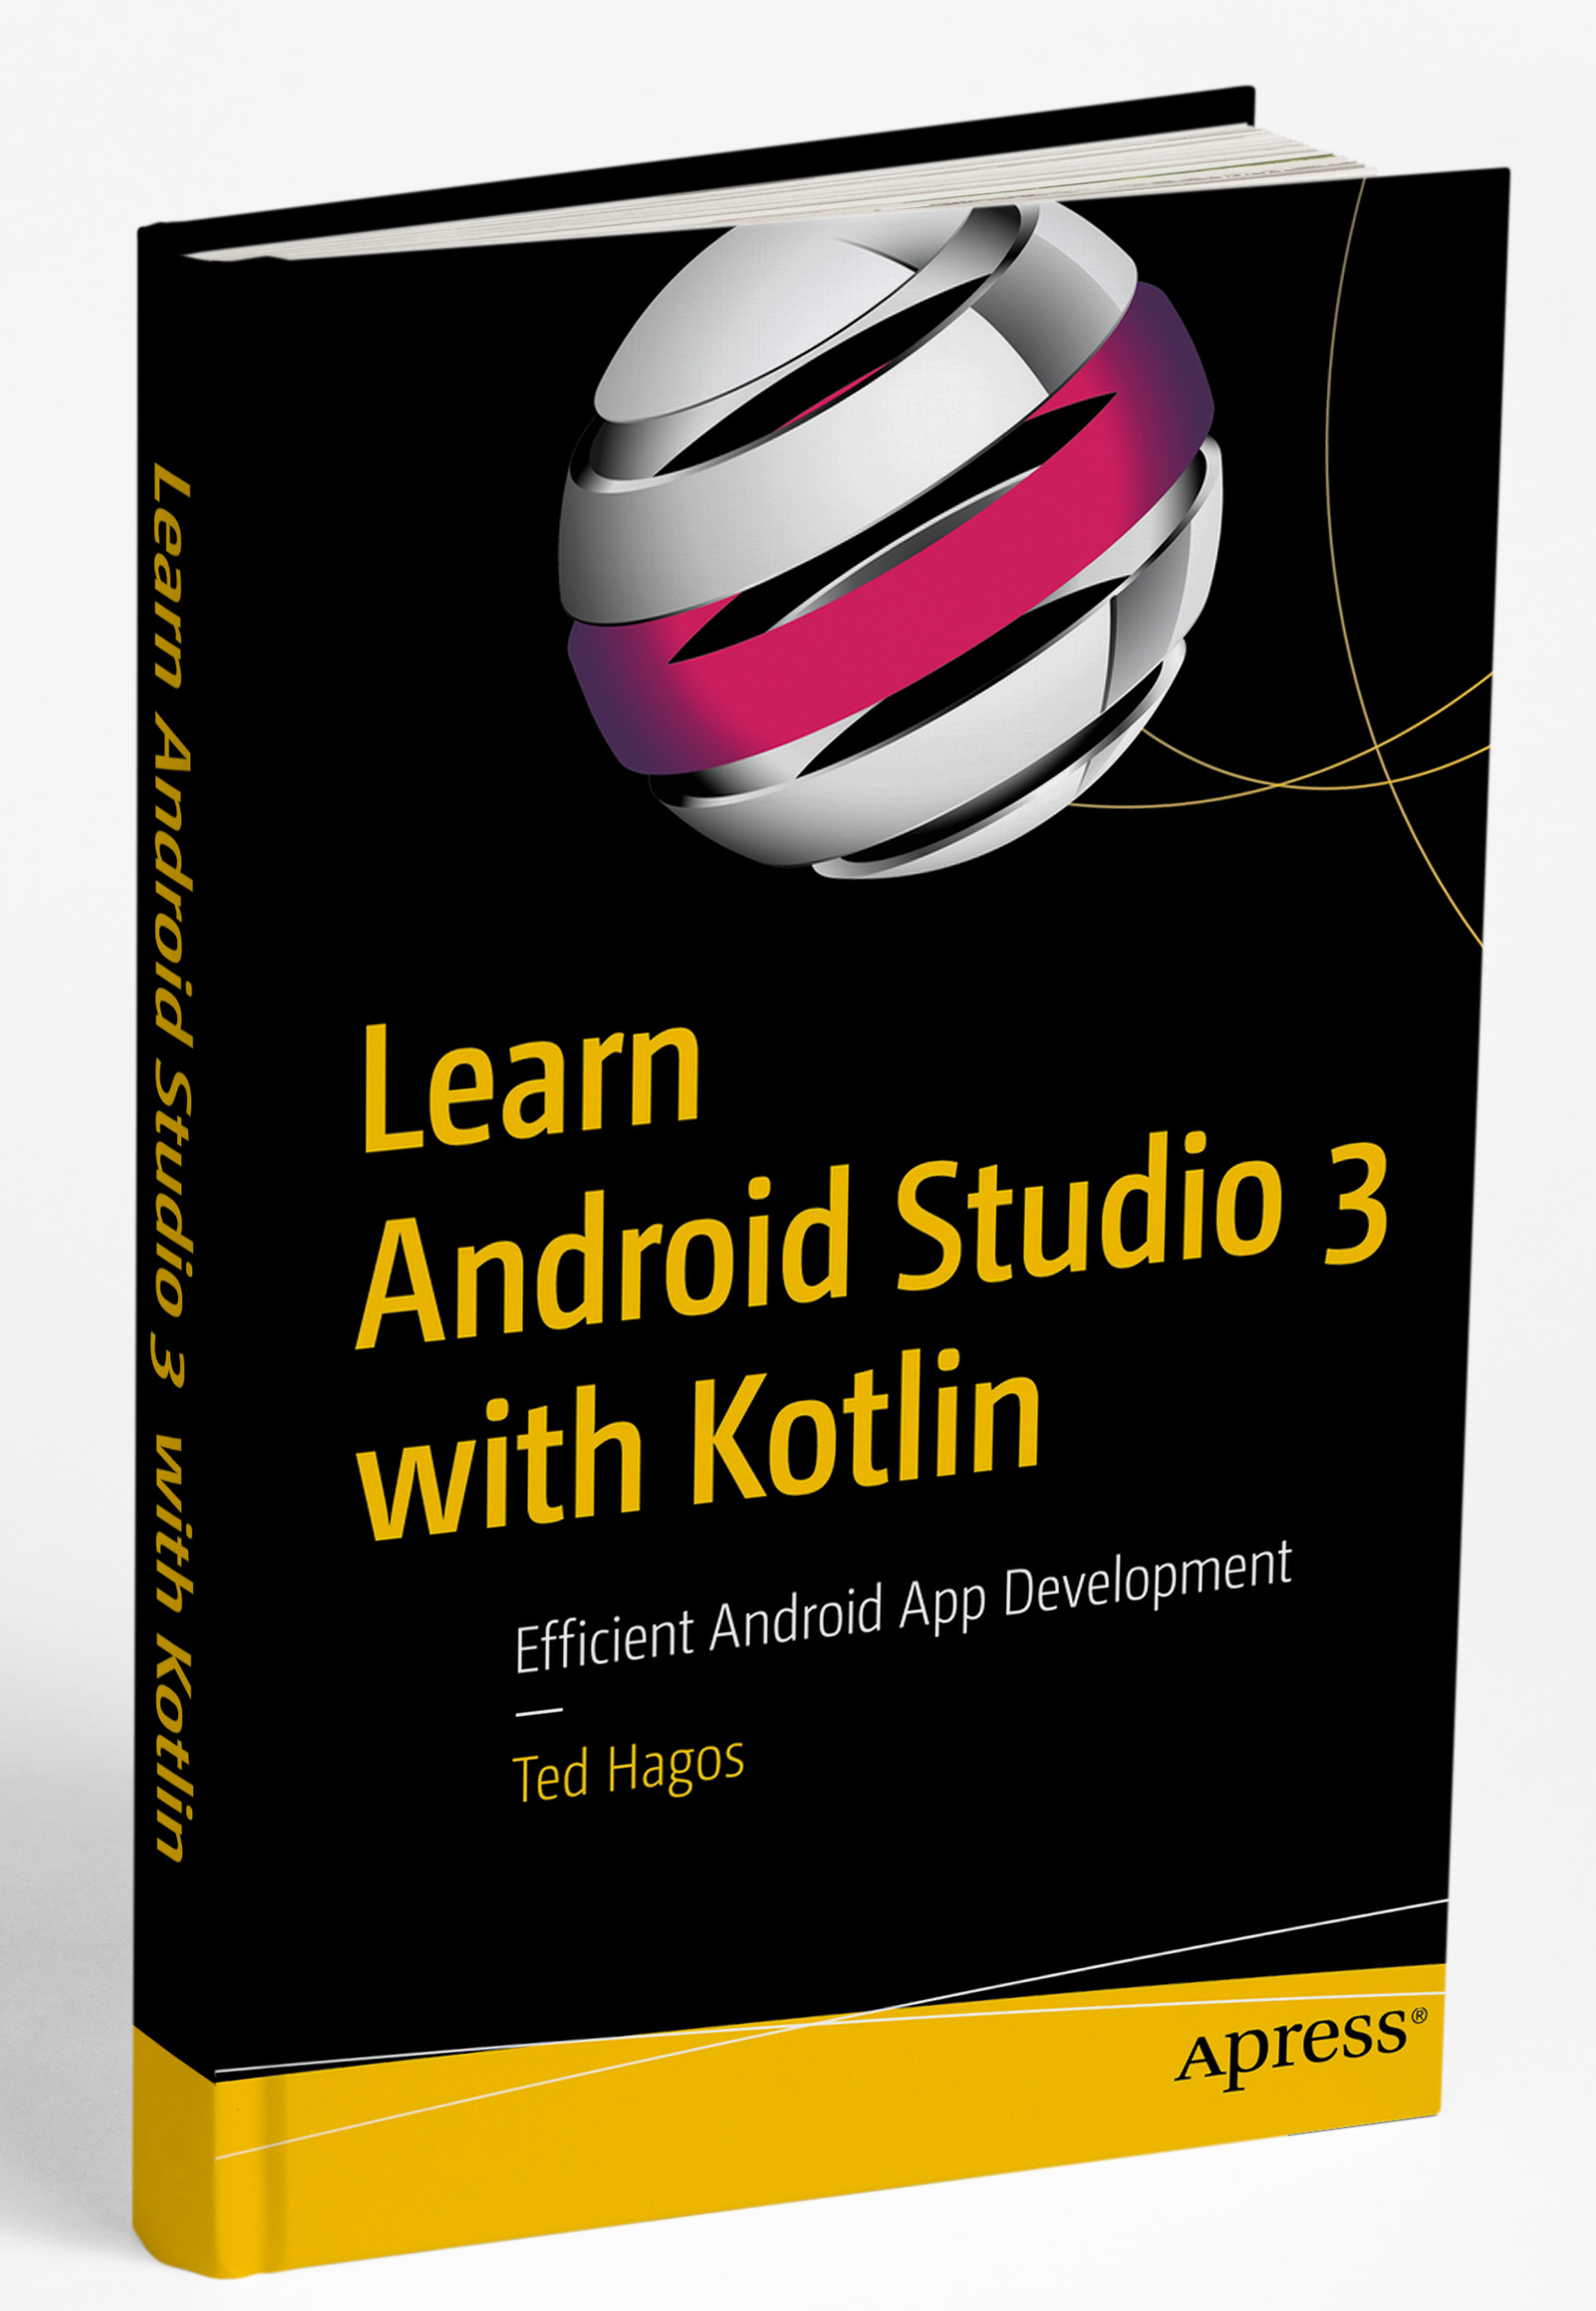 Learn Android Studio 3 with Kotlin
Learn
Android Studio 3
with Kotlin
Efficient Android App Development
—
Ted Hagos
Apress®